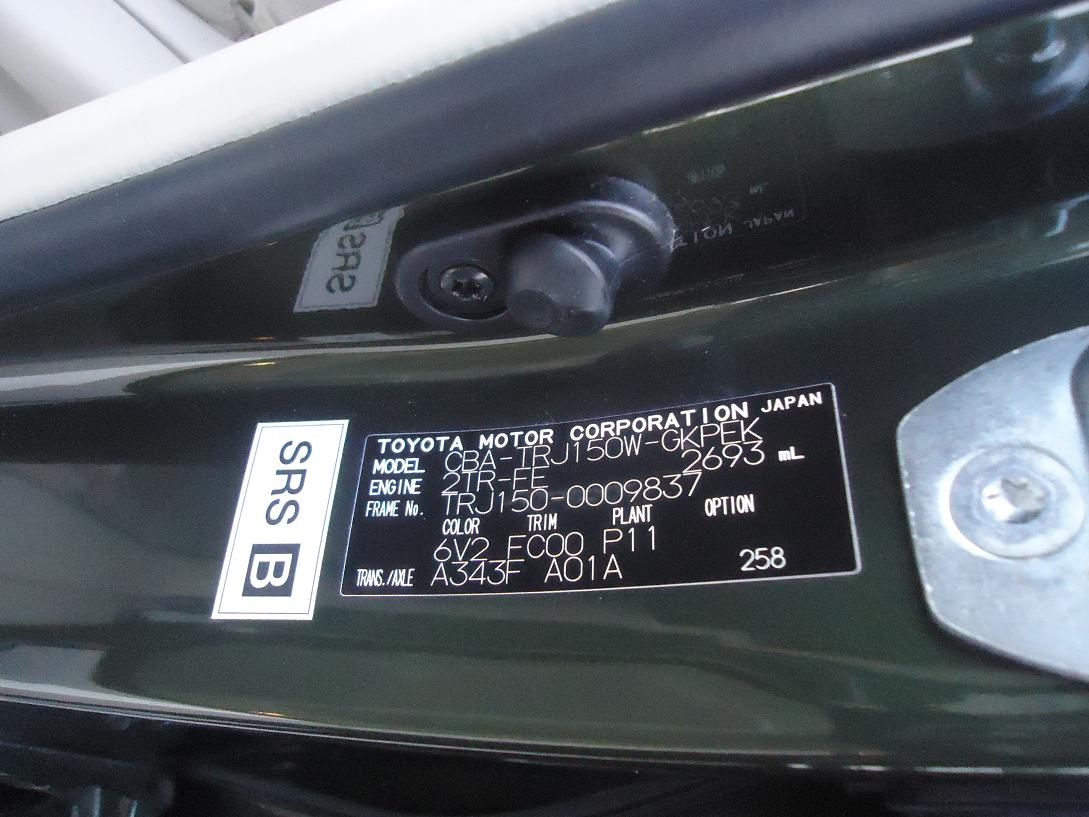 TOYOTA MOTOR CORPORATION JAPAN
MODEL CBA-TRJ150W-GKPEK
ENGINE 2TR-FE 2693 mL
FRAME No. TRJ150-0009837
COLOR TRIM PLANT OPTION
6V2 FC00 P11
TRANS./AXLE A343F A01A 258
SRS B
SRS